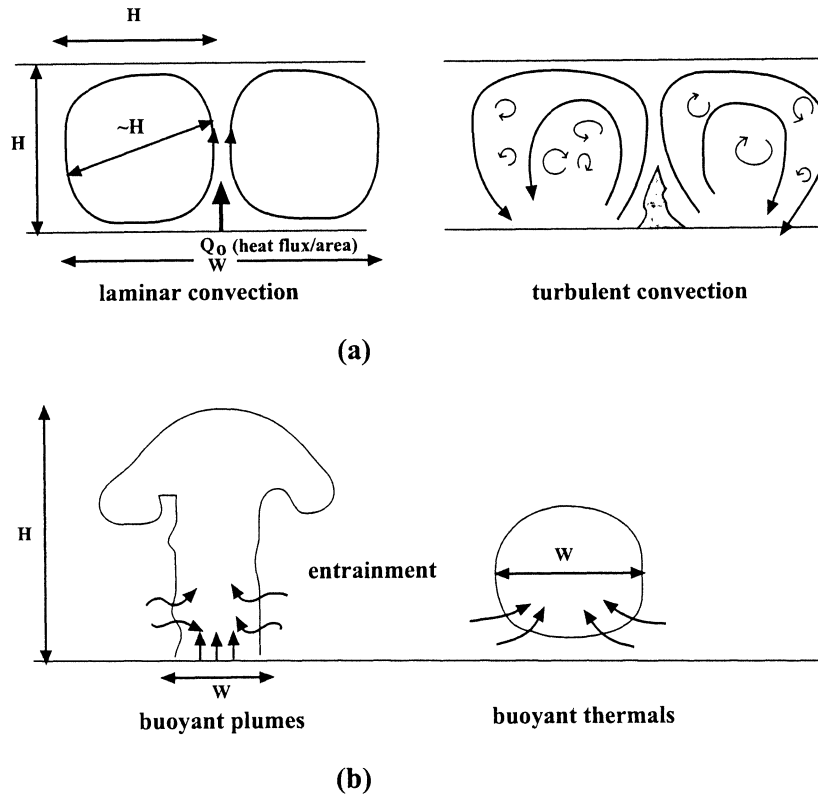 H
H
~H
Q₀ (heat flux/area)
W
laminar convection
turbulent convection
(a)
H
entrainment
W
W
buoyant plumes
buoyant thermals
(b)